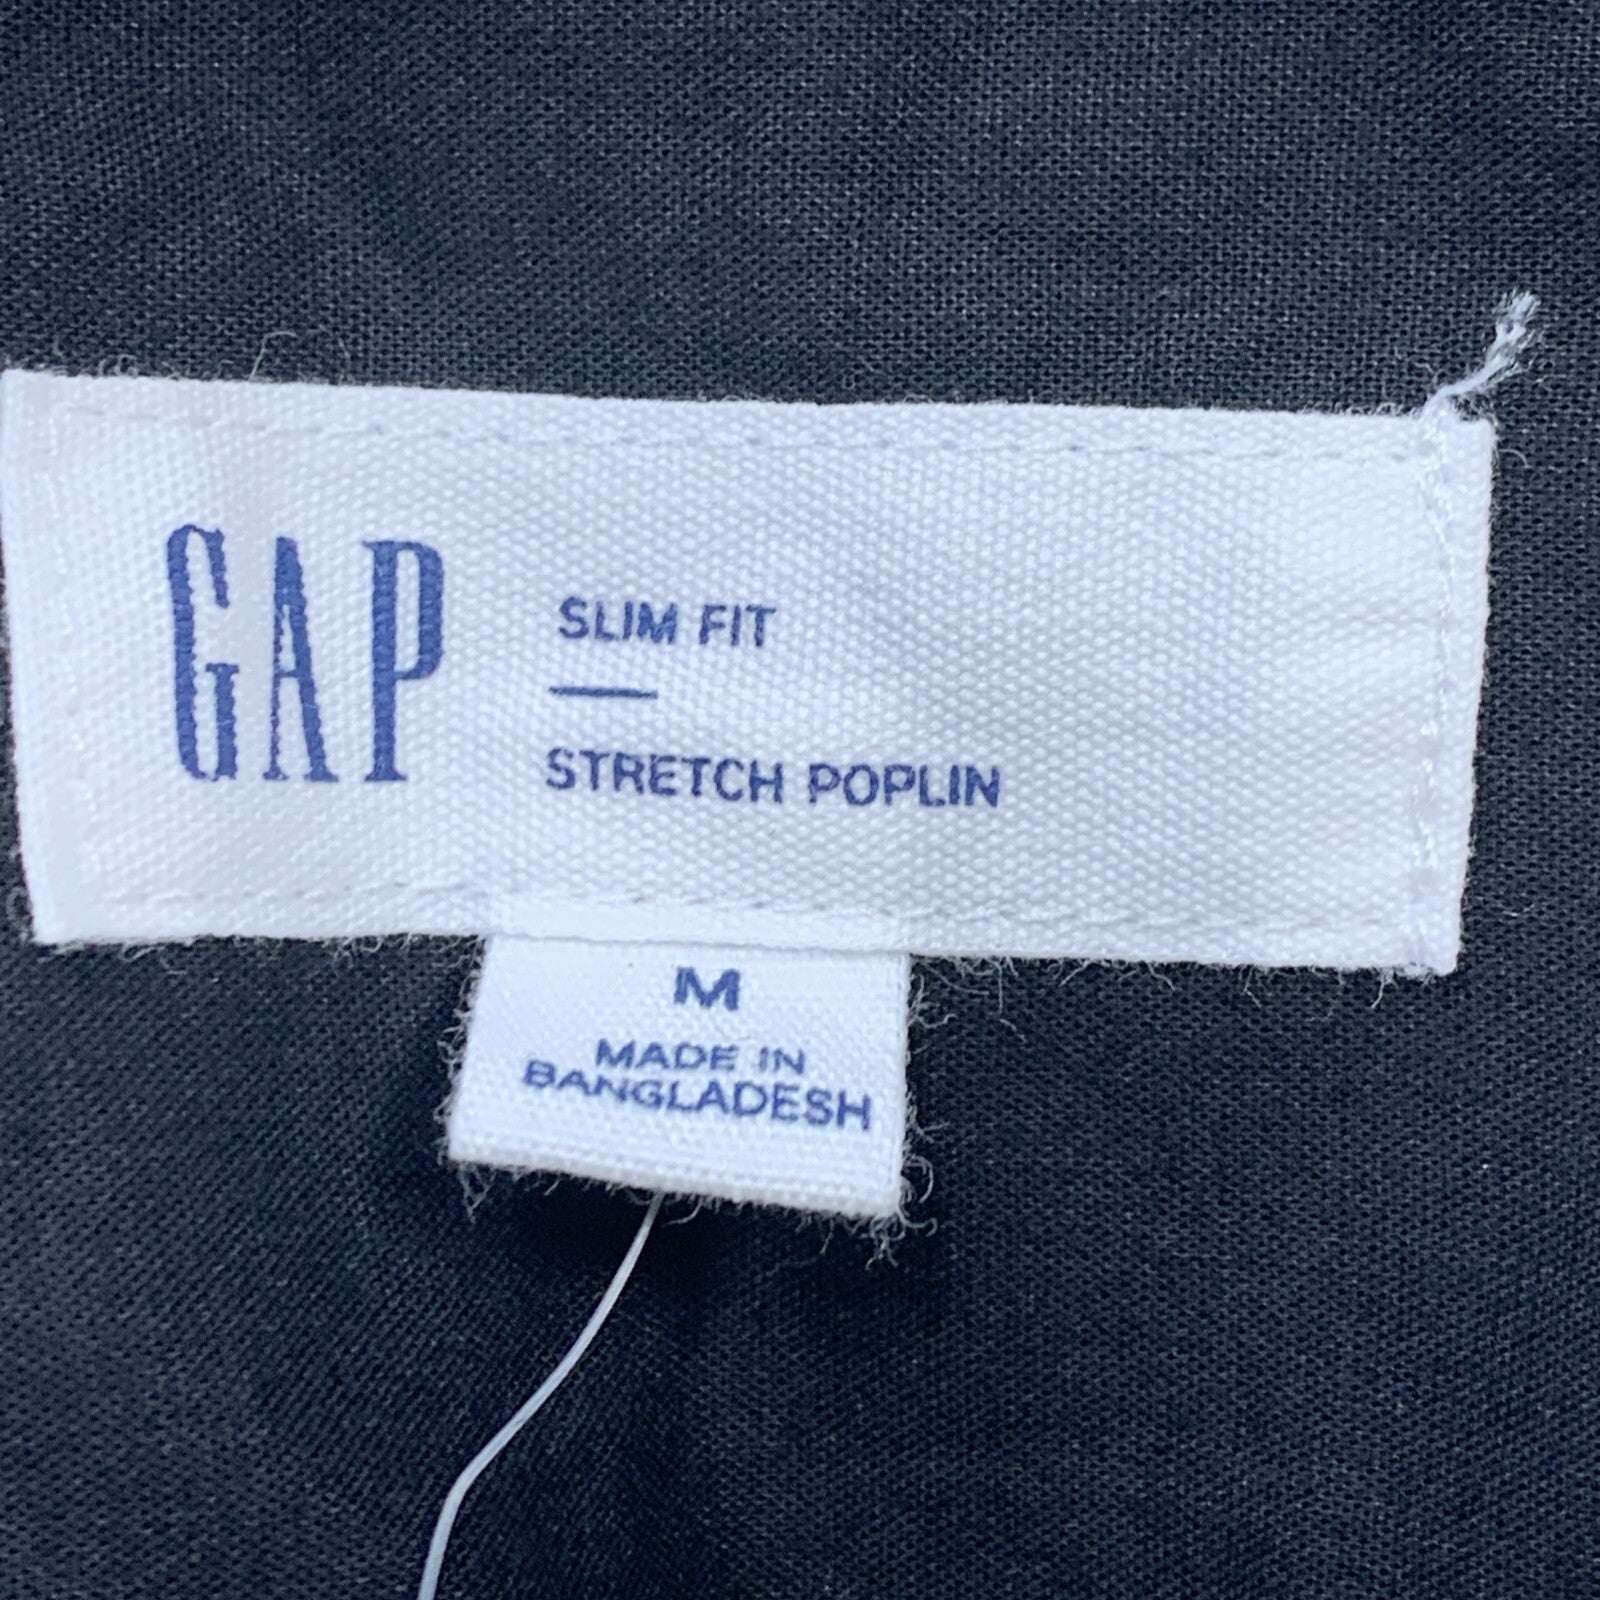 GAP
SLIM FIT
STRETCH POPLIN
M
MADE IN
BANGLADESH